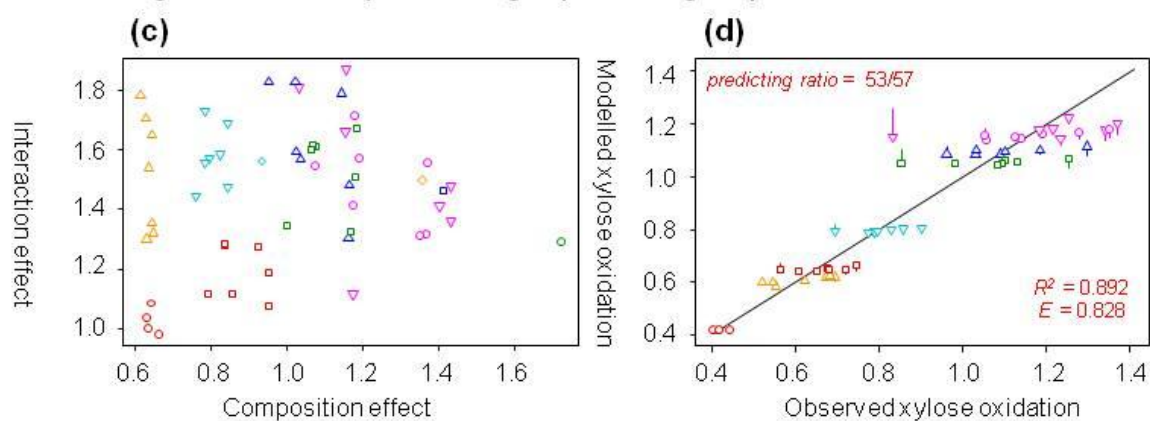 (c)
Interaction effect
1.8
1.6
1.4
1.2
1.0
0.6 0.8 1.0 1.2 1.4 1.6
Composition effect
(d)
Modelled xylose oxidation
1.4
1.2
1.0
0.8
0.6
0.4
predicting ratio = 53/57
R² = 0.892
E = 0.828
0.4 0.6 0.8 1.0 1.2 1.4
Observed xylose oxidation